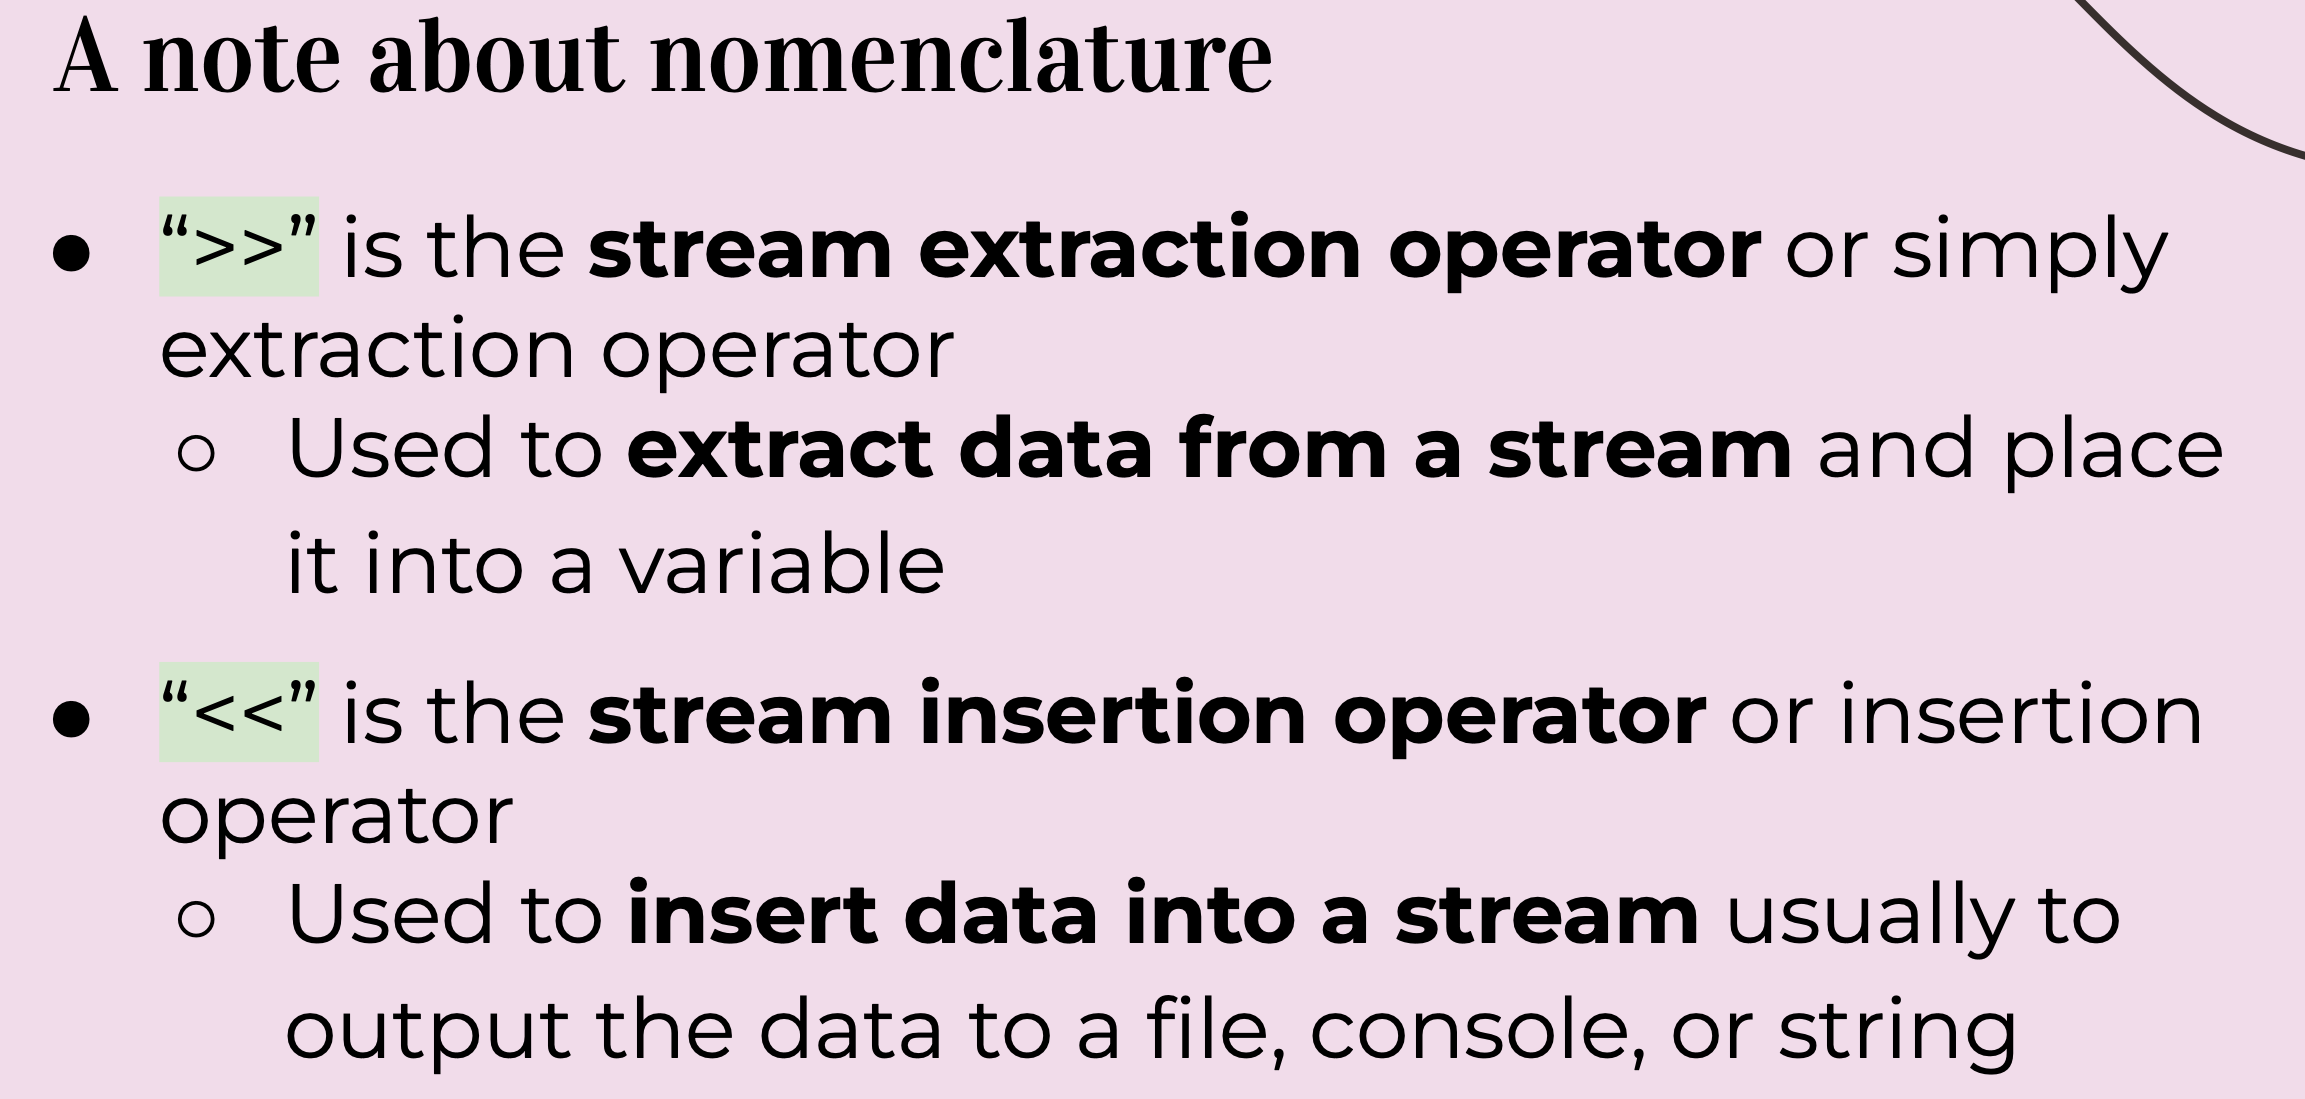 A note about nomenclature
● “>>” is the stream extraction operator or simply
extraction operator
○ Used to extract data from a stream and place
it into a variable
● “<<” is the stream insertion operator or insertion
operator
○ Used to insert data into a stream usually to
output the data to a file, console, or string